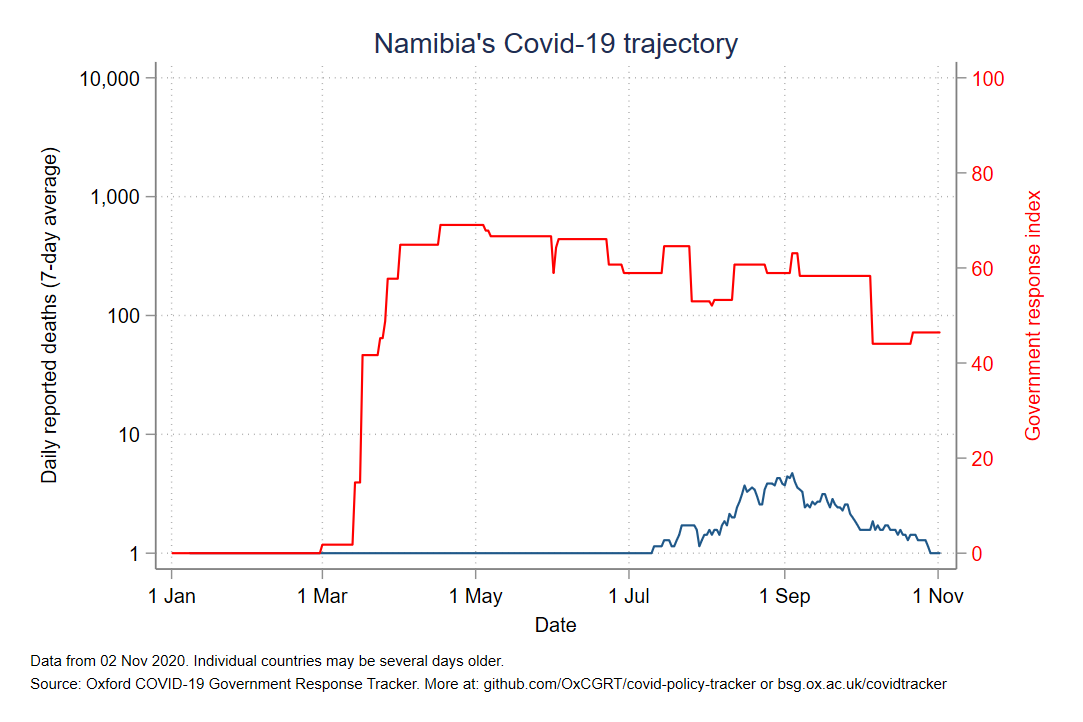 Namibia's Covid-19 trajectory
Daily reported deaths (7-day average)
10,000
1,000
100
10
1
100
80
60
40
20
0
Government response index
1 Jan 1 Mar 1 May 1 Jul 1 Sep 1 Nov
Date
Data from 02 Nov 2020. Individual countries may be several days older.
Source: Oxford COVID-19 Government Response Tracker. More at: github.com/OxCGRT/covid-policy-tracker or bsg.ox.ac.uk/covidtracker